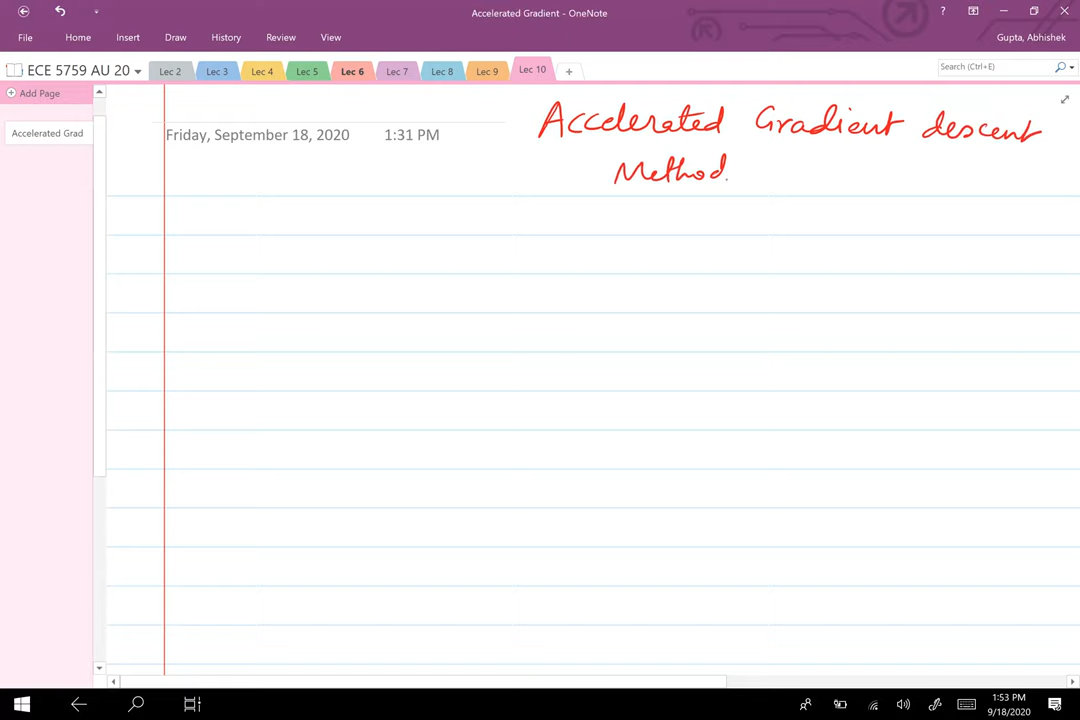 Accelerated Gradient - OneNote
File Home Insert Draw History Review View
? Gupta, Abhishek
ECE 5759 AU 20 Lec 2 Lec 3 Lec 4 Lec 5 Lec 6 Lec 7 Lec 8 Lec 9 Lec 10 +
Search (Ctrl+E)
Add Page
Accelerated Grad
Friday, September 18, 2020 1:31 PM
Accelerated Gradient descent
Method.
1:53 PM
9/18/2020